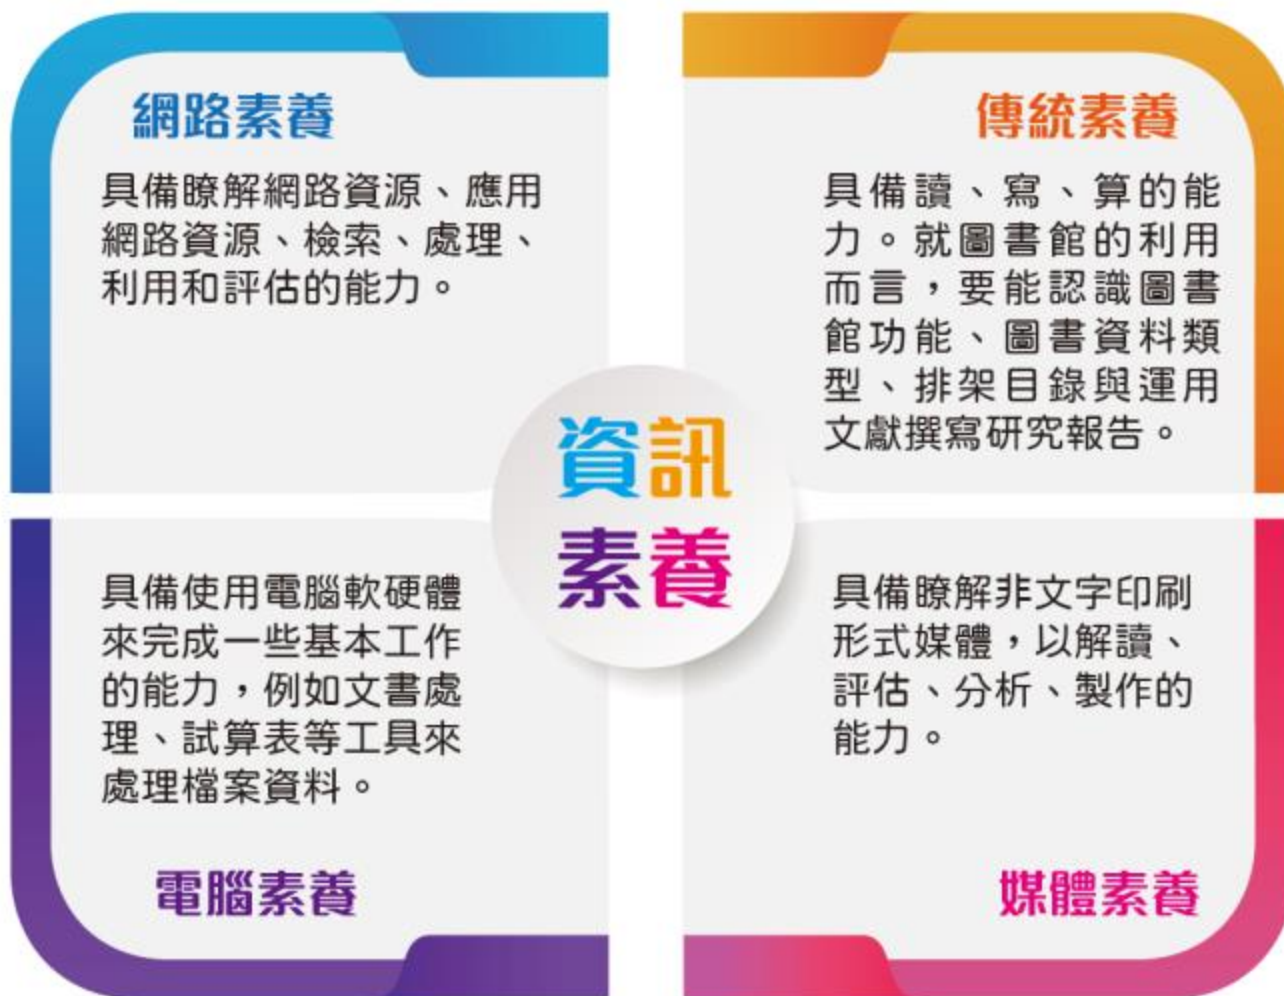 網路素養
具備瞭解網路資源、應用
網路資源、檢索、處理、
利用和評估的能力。
傳統素養
具備讀、寫、算的能
力。就圖書館的利用
而言，要能認識圖書
館功能、圖書資料類
型、排架目錄與運用
文獻撰寫研究報告。
資訊
素養
具備使用電腦軟硬體
來完成一些基本工作
的能力，例如文書處
理、試算表等工具來
處理檔案資料。
電腦素養
具備瞭解非文字印刷
形式媒體，以解讀、
評估、分析、製作的
能力。
媒體素養